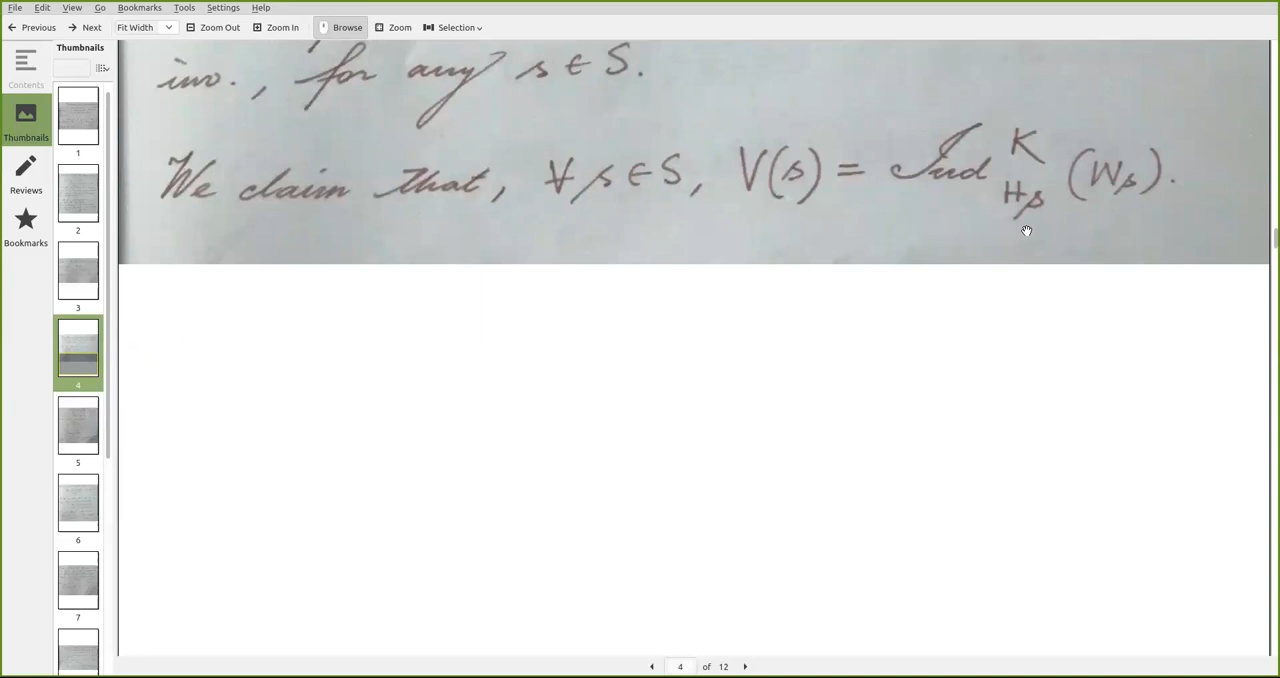 File Edit View Go Bookmarks Tools Settings Help
Previous Next Fit Width Zoom Out Zoom In Browse Zoom Selection
Thumbnails
Contents
Thumbnails
Reviews
Bookmarks
1
2
3
4
5
6
7
inv., for any s ∈ S.
We claim that, ∀ s ∈ S, V(s) = Ind_{H_s}^{K} (W_s).
4 of 12